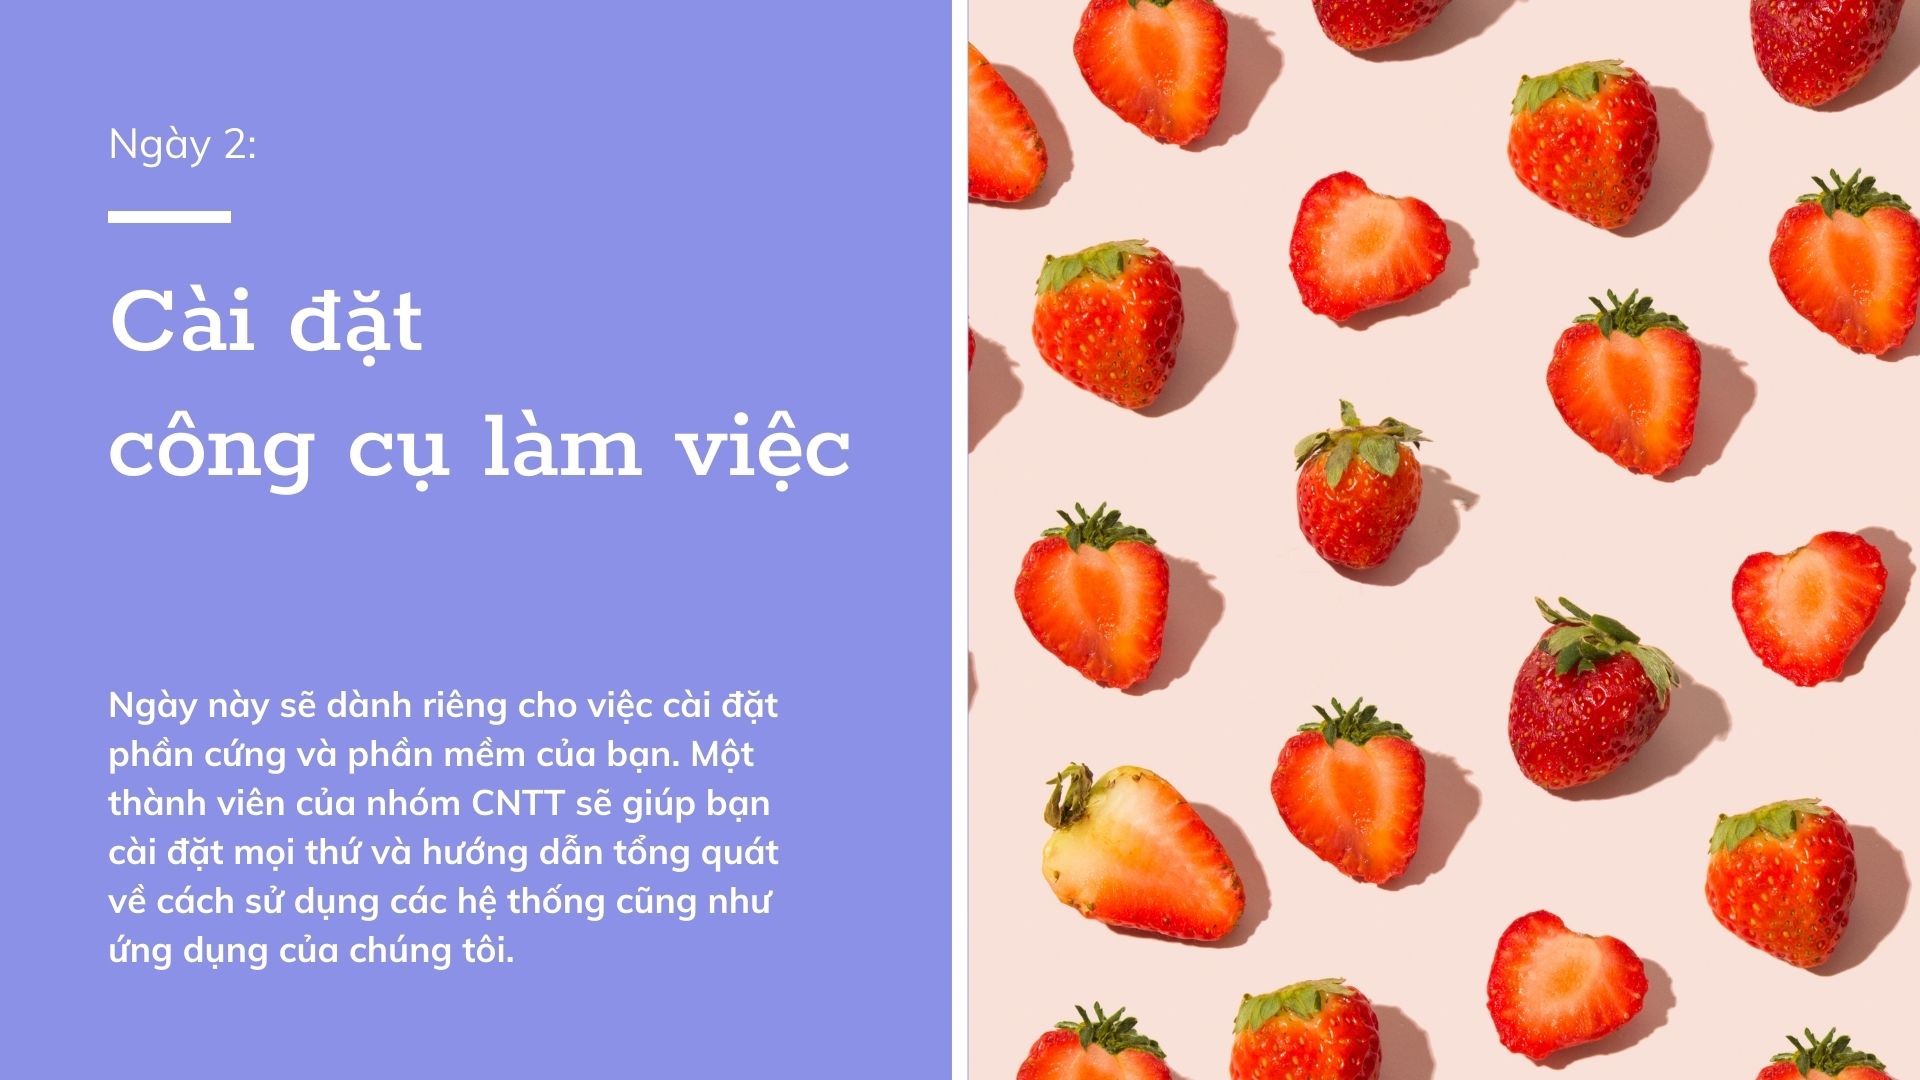 Ngày 2:
Cài đặt
công cụ làm việc
Ngày này sẽ dành riêng cho việc cài đặt
phần cứng và phần mềm của bạn. Một
thành viên của nhóm CNTT sẽ giúp bạn
cài đặt mọi thứ và hướng dẫn tổng quát
về cách sử dụng các hệ thống cũng như
ứng dụng của chúng tôi.